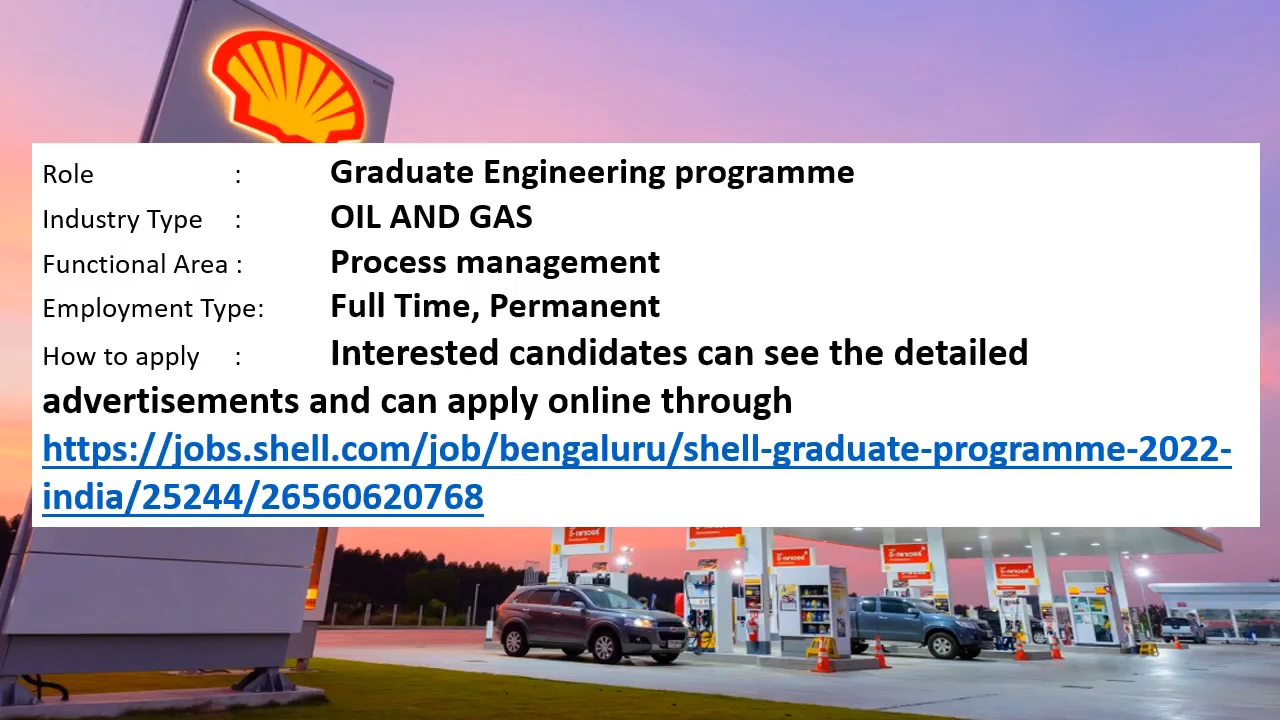 Role : Graduate Engineering programme
Industry Type : OIL AND GAS
Functional Area : Process management
Employment Type: Full Time, Permanent
How to apply : Interested candidates can see the detailed
advertisements and can apply online through
https://jobs.shell.com/job/bengaluru/shell-graduate-programme-2022-
india/25244/26560620768